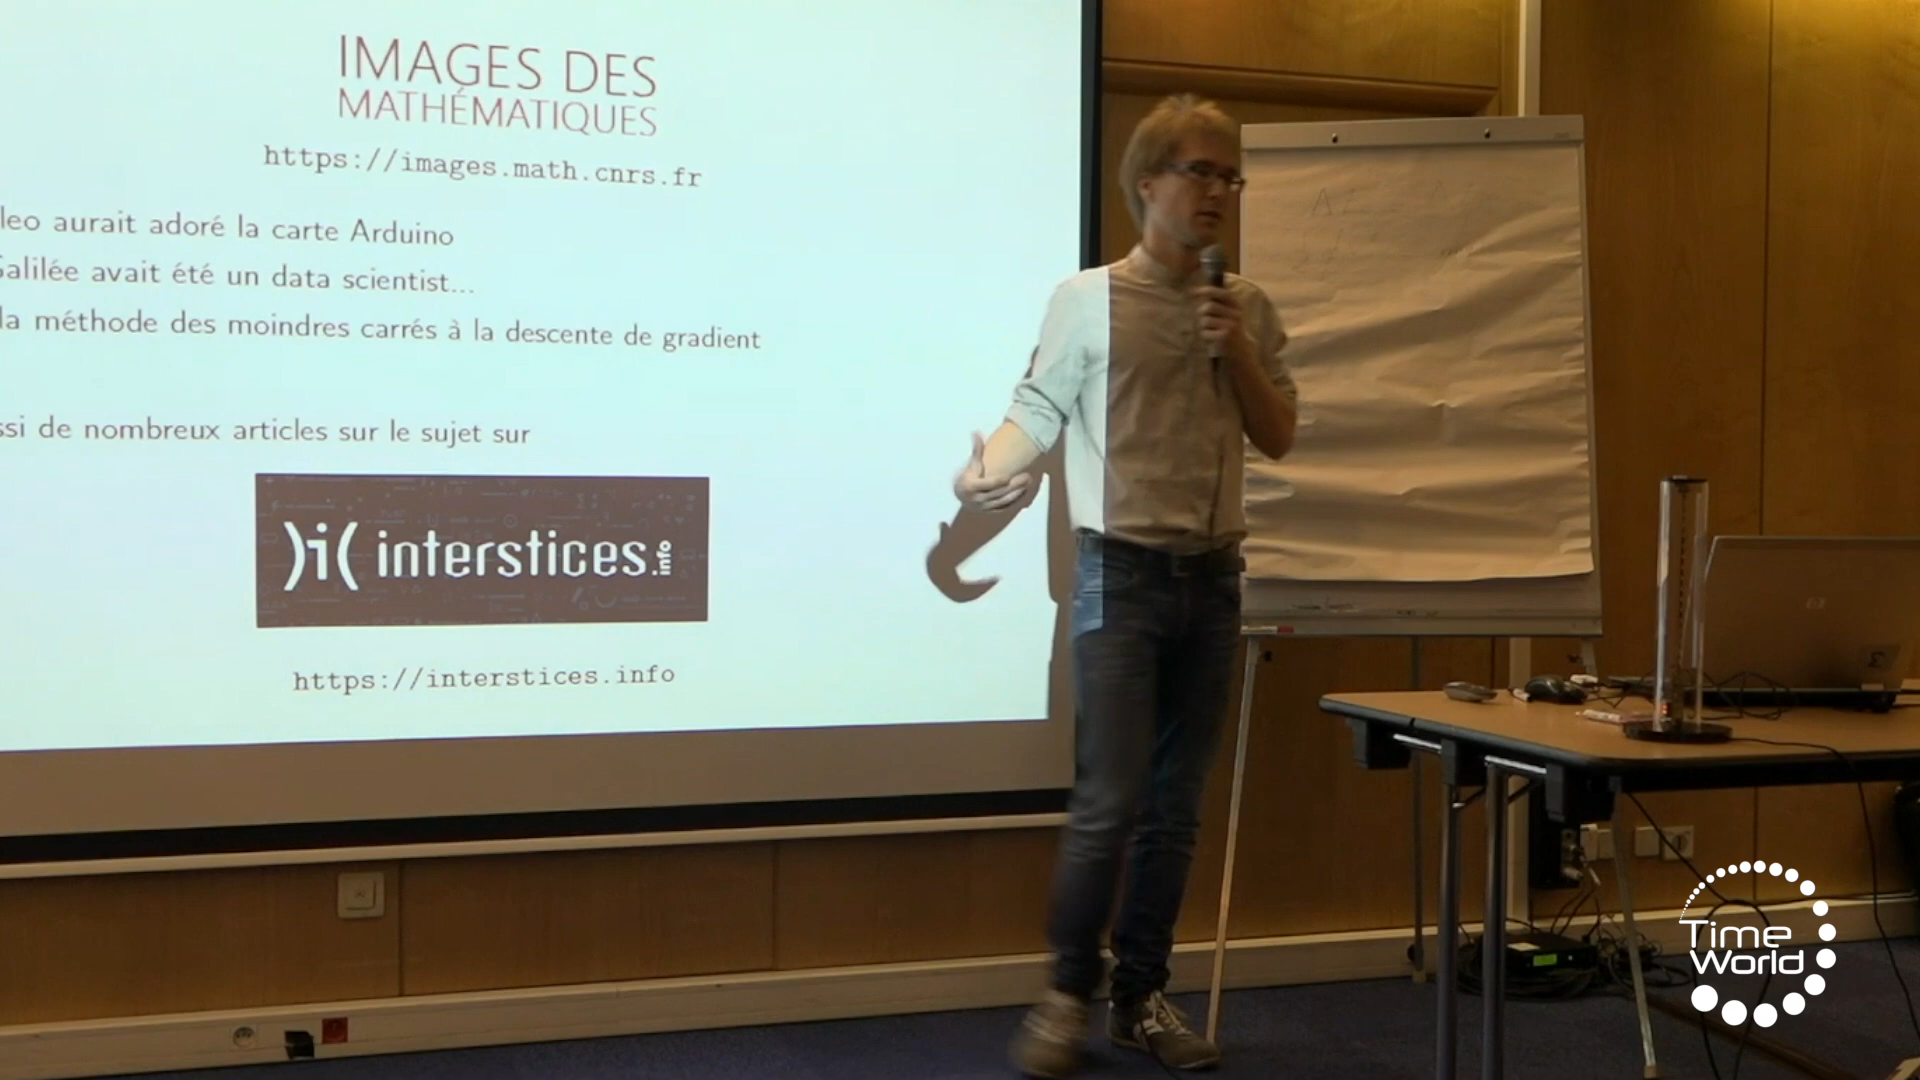 IMAGES DES
MATHÉMATIQUES
https://images.math.cnrs.fr
leo aurait adoré la carte Arduino
Galilée avait été un data scientist...
la méthode des moindres carrés à la descente de gradient
ssi de nombreux articles sur le sujet sur
)i( interstices.info
https://interstices.info
Time
World